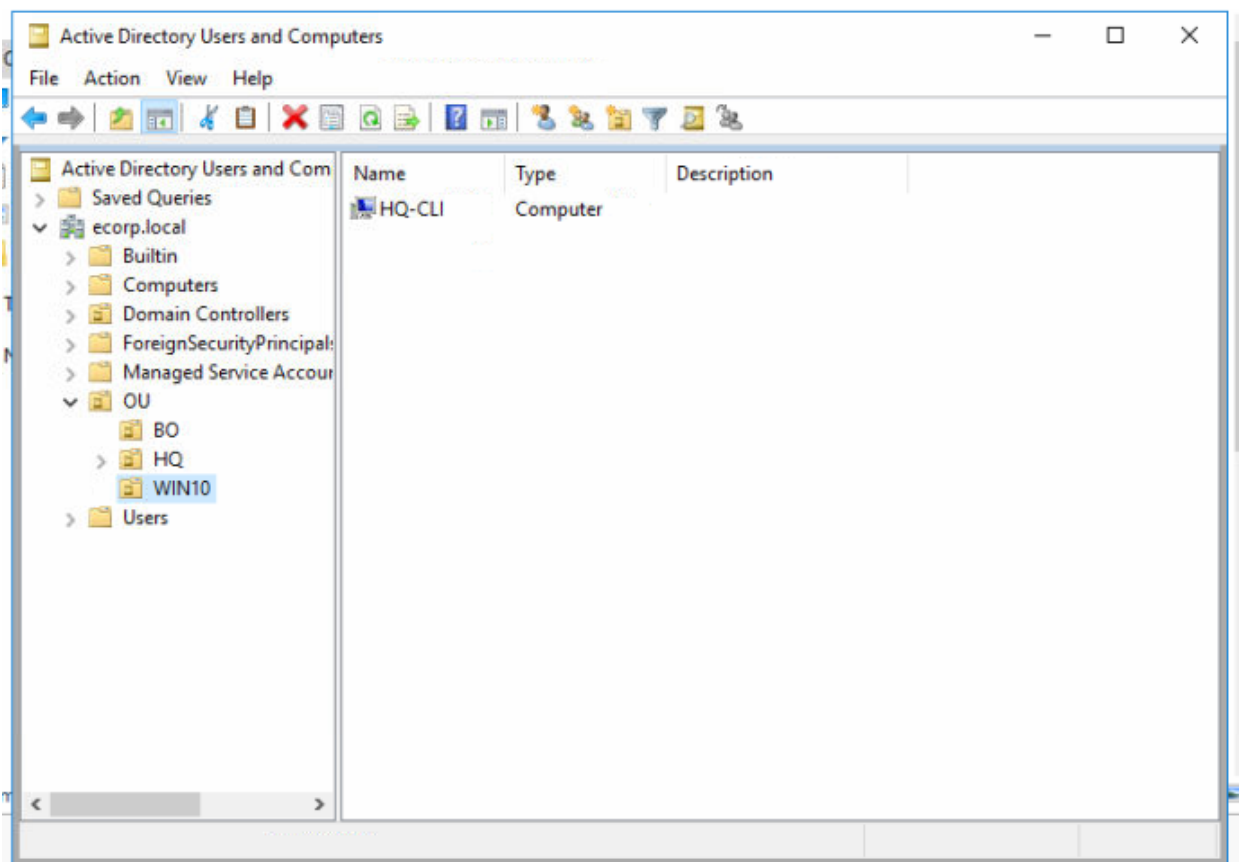 Active Directory Users and Computers
File Action View Help
Active Directory Users and Com
Name Type Description
Saved Queries
HQ-CLI Computer
ecorp.local
Builtin
Computers
Domain Controllers
ForeignSecurityPrincipal
Managed Service Accour
OU
BO
HQ
WIN10
Users